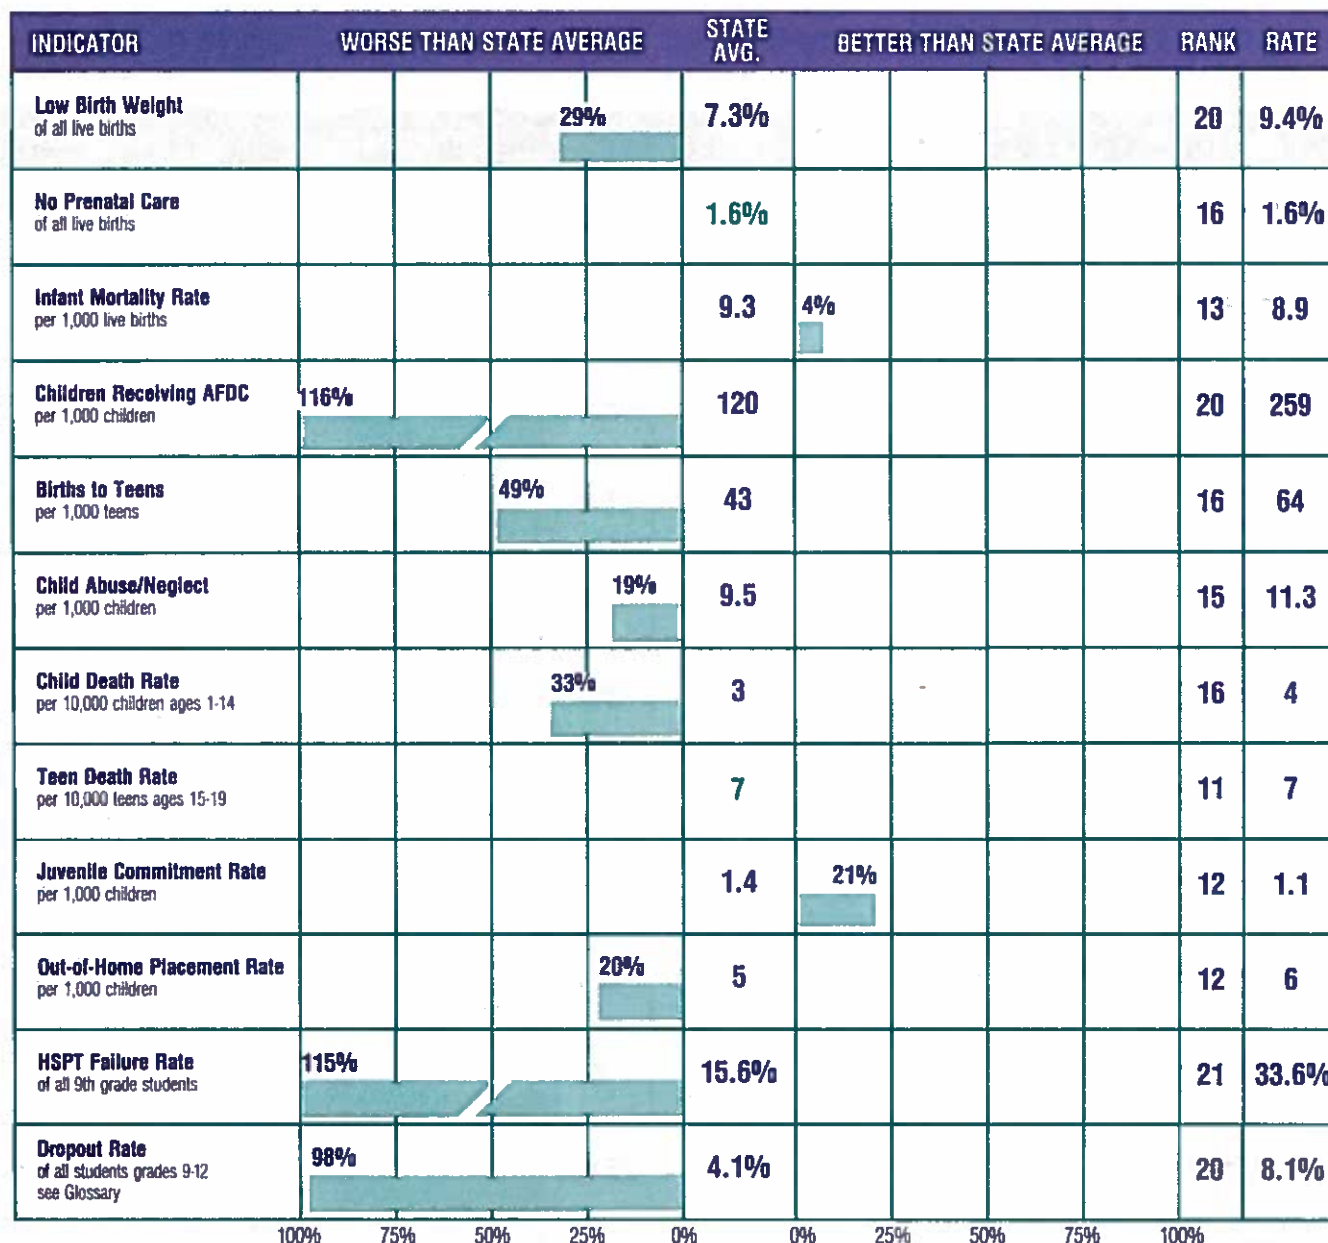 INDICATOR WORSE THAN STATE AVERAGE STATE AVG. BETTER THAN STATE AVERAGE RANK RATE
Low Birth Weight
of all live births
29% 7.3% 20 9.4%
No Prenatal Care
of all live births
1.6% 16 1.6%
Infant Mortality Rate
per 1,000 live births
9.3 4% 13 8.9
Children Receiving AFDC
per 1,000 children
116% 120 20 259
Births to Teens
per 1,000 teens
49% 43 16 64
Child Abuse/Neglect
per 1,000 children
19% 9.5 15 11.3
Child Death Rate
per 10,000 children ages 1-14
33% 3 16 4
Teen Death Rate
per 10,000 teens ages 15-19
7 11 7
Juvenile Commitment Rate
per 1,000 children
1.4 21% 12 1.1
Out-of-Home Placement Rate
per 1,000 children
20% 5 12 6
HSPT Failure Rate
of all 9th grade students
115% 15.6% 21 33.6%
Dropout Rate
of all students grades 9-12
see Glossary
98% 4.1% 20 8.1%
100% 75% 50% 25% 0% 0% 25% 50% 75% 100%